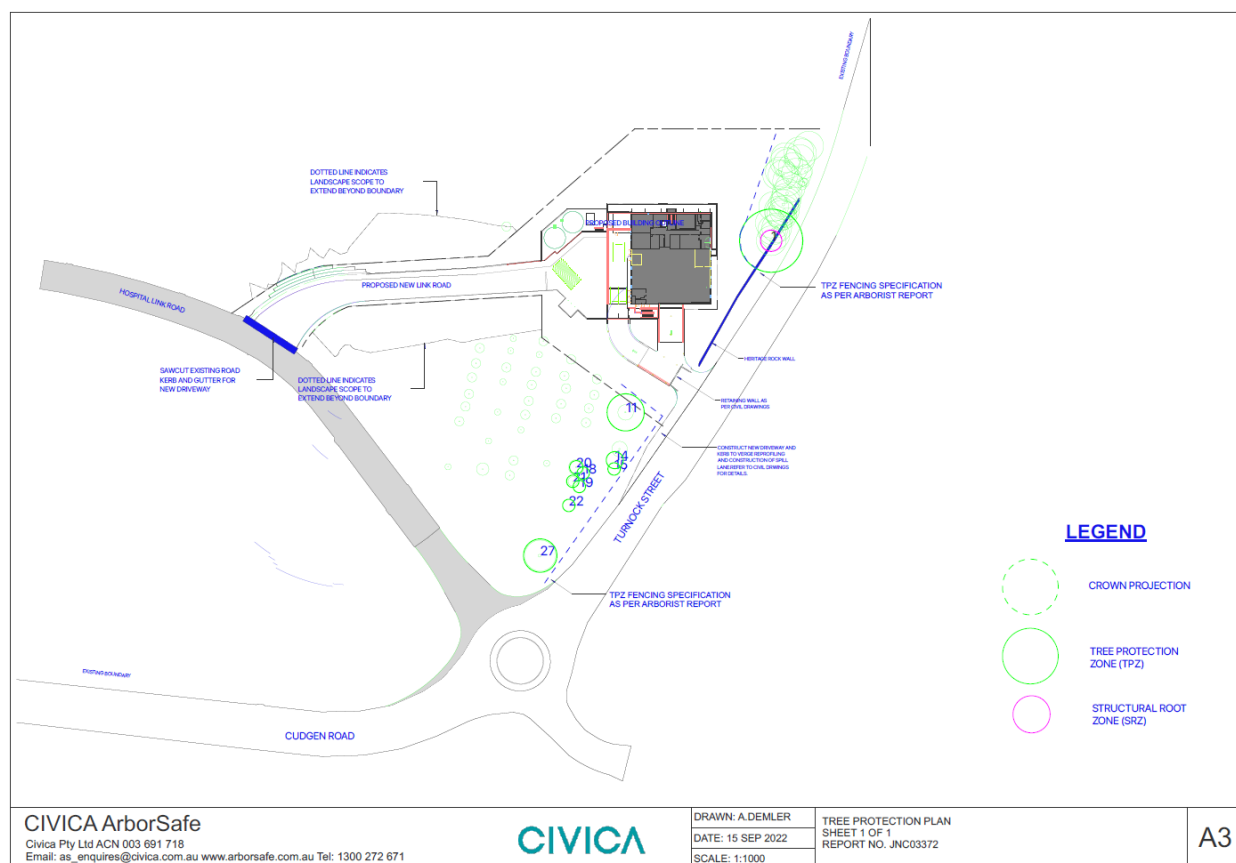 EXISTING BOUNDARY
DOTTED LINE INDICATES
LANDSCAPE SCOPE TO
EXTEND BEYOND BOUNDARY
PROPOSED BUILDING
HOSPITAL LINK ROAD
PROPOSED NEW LINK ROAD
TPZ FENCING SPECIFICATION
AS PER ARBORIST REPORT
HERITAGE ROCK WALL
SAWCUT EXISTING ROAD
KERB AND GUTTER FOR
NEW DRIVEWAY
DOTTED LINE INDICATES
LANDSCAPE SCOPE TO
EXTEND BEYOND BOUNDARY
RETAINING WALL AS
PER CIVIL DRAWINGS
11
CONSTRUCT NEW DRIVEWAY AND
KERB TO VERGE REPROFILING
AND CONSTRUCTION OF SPILL
LANE REFER TO CIVIL DRWINGS
FOR DETAILS.
14
15
20
18
21
19
22
27
TURNOCK STREET
TPZ FENCING SPECIFICATION
AS PER ARBORIST REPORT
LEGEND
CROWN PROJECTION
TREE PROTECTION
ZONE (TPZ)
STRUCTURAL ROOT
ZONE (SRZ)
EXISTING BOUNDARY
CUDGEN ROAD
CIVICA ArborSafe
Civica Pty Ltd ACN 003 691 718
Email: as_enquires@civica.com.au www.arborsafe.com.au Tel: 1300 272 671
CIVICA
DRAWN: A.DEMLER
DATE: 15 SEP 2022
SCALE: 1:1000
TREE PROTECTION PLAN
SHEET 1 OF 1
REPORT NO. JNC03372
A3